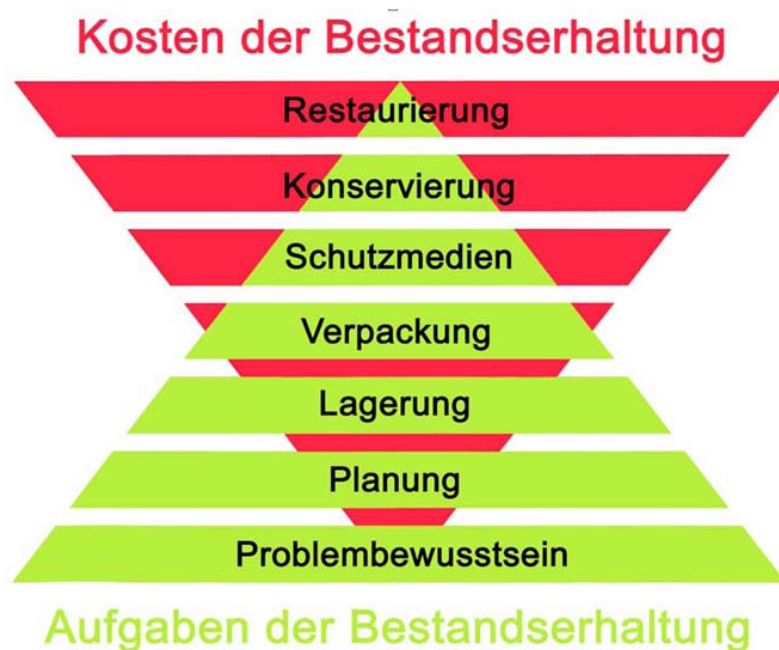 Kosten der Bestandserhaltung
Restaurierung
Konservierung
Schutzmedien
Verpackung
Lagerung
Planung
Problembewusstsein
Aufgaben der Bestandserhaltung